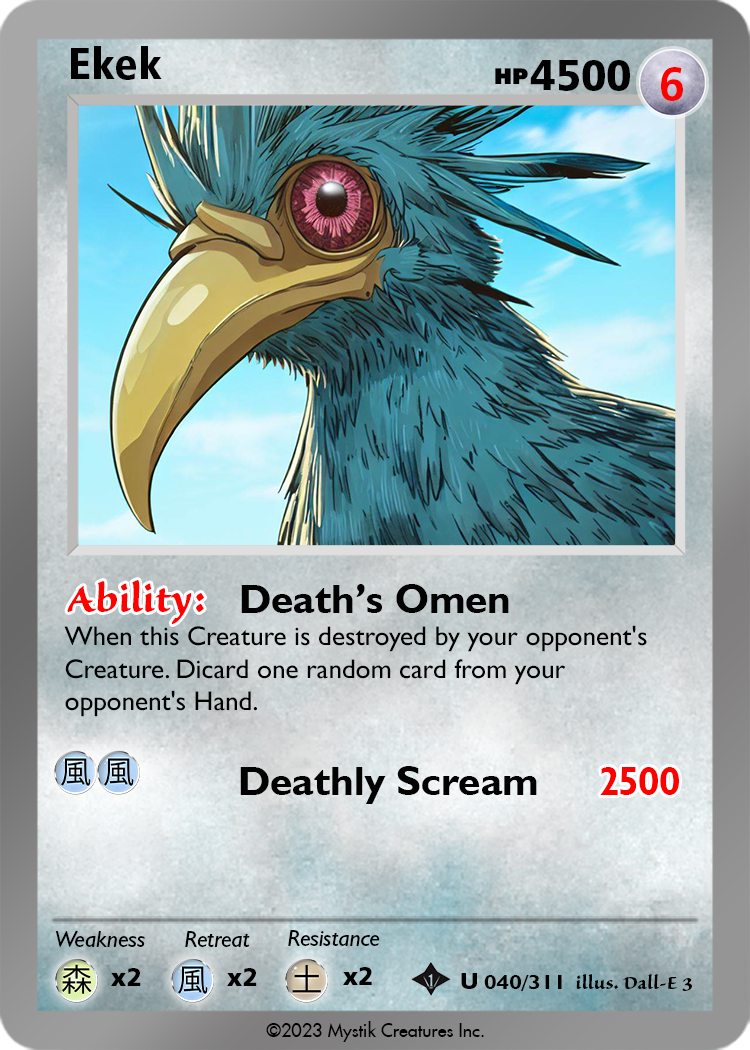 Ekek
HP4500
6
Ability: Death's Omen
When this Creature is destroyed by your opponent's
Creature. Dicard one random card from your
opponent's Hand.
風 風 Deathly Scream 2500
Weakness Retreat Resistance
森 x2 風 x2 土 x2 1 U 040/311 illus. Dall-E 3
©2023 Mystik Creatures Inc.